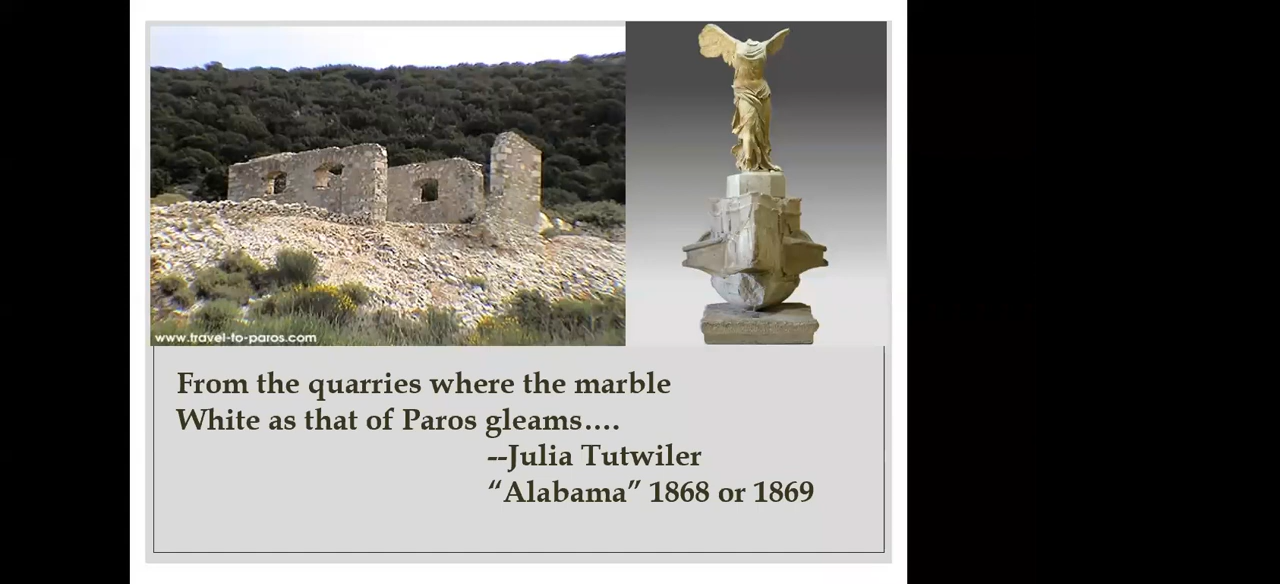 www.travel-to-paros.com
From the quarries where the marble
White as that of Paros gleams….
--Julia Tutwiler
“Alabama” 1868 or 1869